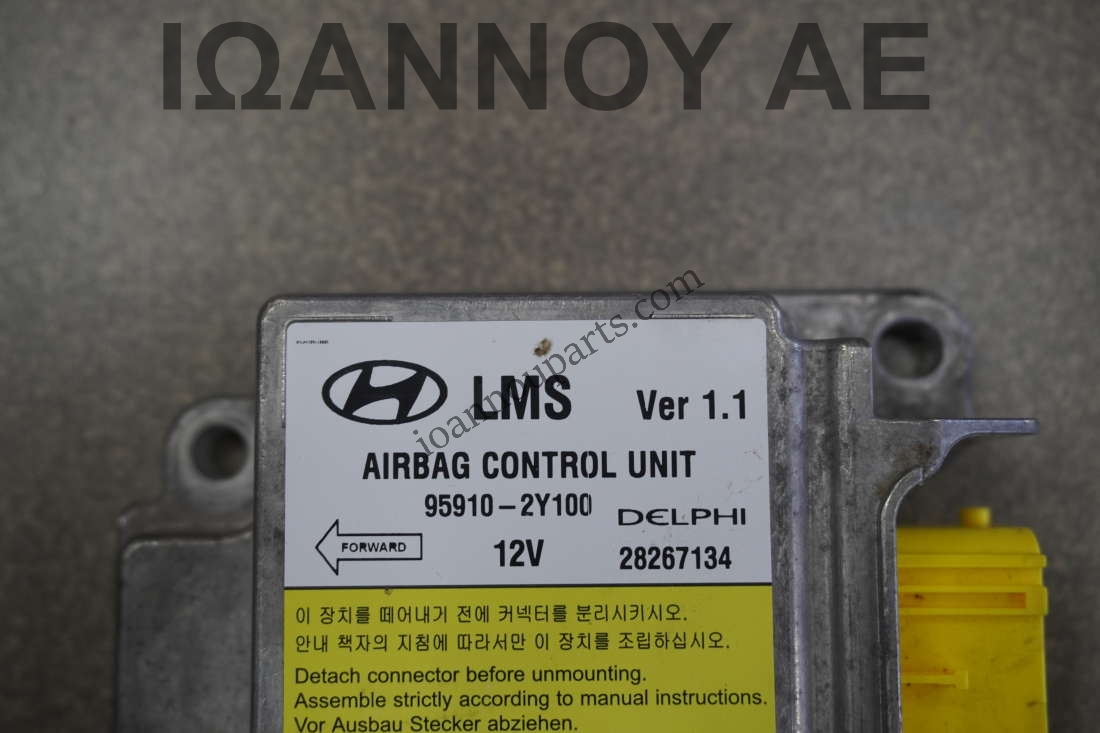 ΙΩΑΝΝΟΥ ΑΕ
ioannouparts.com
LMS Ver 1.1
AIRBAG CONTROL UNIT
95910-2Y100 DELPHI
FORWARD 12V 28267134
이 장치를 떼어내기 전에 커넥터를 분리시키시오.
안내 책자의 지침에 따라서만 이 장치를 조립하십시오.
Detach connector before unmounting.
Assemble strictly according to manual instructions.
Vor Ausbau Stecker abziehen.